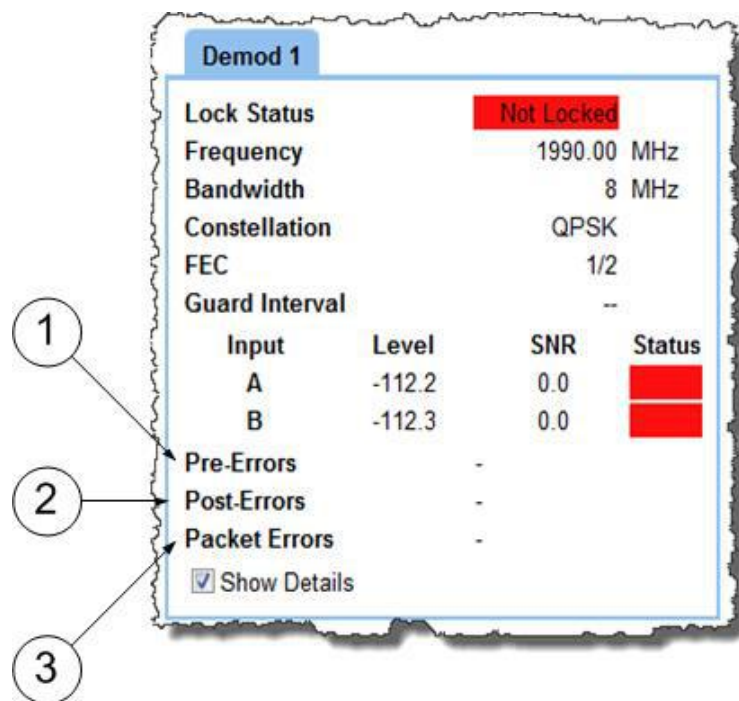 Demod 1
Lock Status Not Locked
Frequency 1990.00 MHz
Bandwidth 8 MHz
Constellation QPSK
FEC 1/2
Guard Interval --
Input Level SNR Status
A -112.2 0.0
B -112.3 0.0
1
Pre-Errors -
2
Post-Errors -
Packet Errors -
Show Details
3